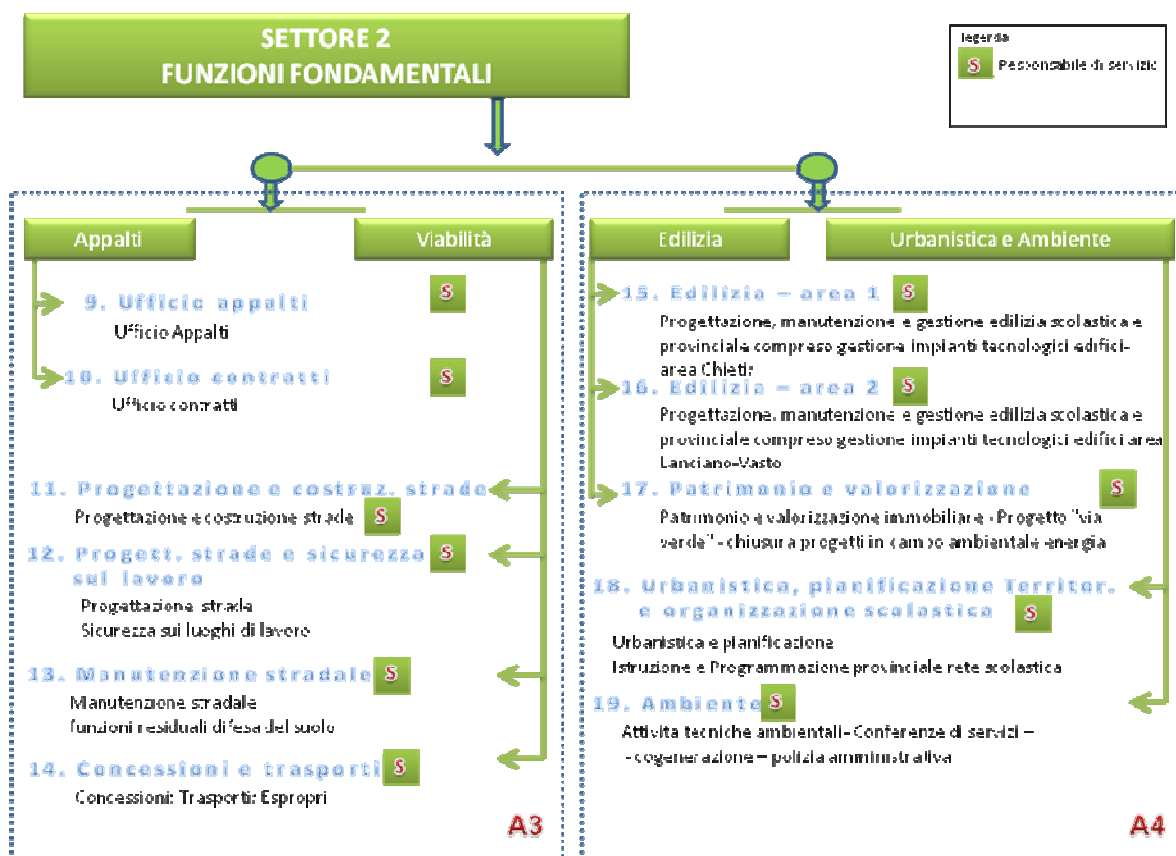 SETTORE 2
FUNZIONI FONDAMENTALI
legenda
S Responsabile di servizio
Appalti
Viabilità
9. Ufficio appalti S
Ufficio Appalti
10. Ufficio contratti S
Ufficio contratti
11. Progettazione e costruz. strade
Progettazione e costruzione strade S
12. Progett. strade e sicurezza S
sul lavoro
Progettazione strade
Sicurezza sui luoghi di lavoro
13. Manutenzione stradale S
Manutenzione stradale
funzioni residuali difesa del suolo
14. Concessioni e trasporti S
Concessioni; Trasporti; Espropri
A3
Edilizia
Urbanistica e Ambiente
15. Edilizia – area 1 S
Progettazione, manutenzione e gestione edilizia scolastica e
provinciale compreso gestione impianti tecnologici edifici-
area Chieti;
16. Edilizia – area 2 S
Progettazione, manutenzione e gestione edilizia scolastica e
provinciale compreso gestione impianti tecnologici edifici area
Lanciano-Vasto
17. Patrimonio e valorizzazione S
Patrimonio e valorizzazione immobiliare - Progetto "via
verde" - chiusura progetti in campo ambientale energia
18. Urbanistica, pianificazione Territor.
e organizzazione scolastica S
Urbanistica e pianificazione
Istruzione e Programmazione provinciale rete scolastica
19. Ambiente S
Attivita tecniche ambientali - Conferenze di servizi –
- cogenerazione – polizia amministrativa
A4